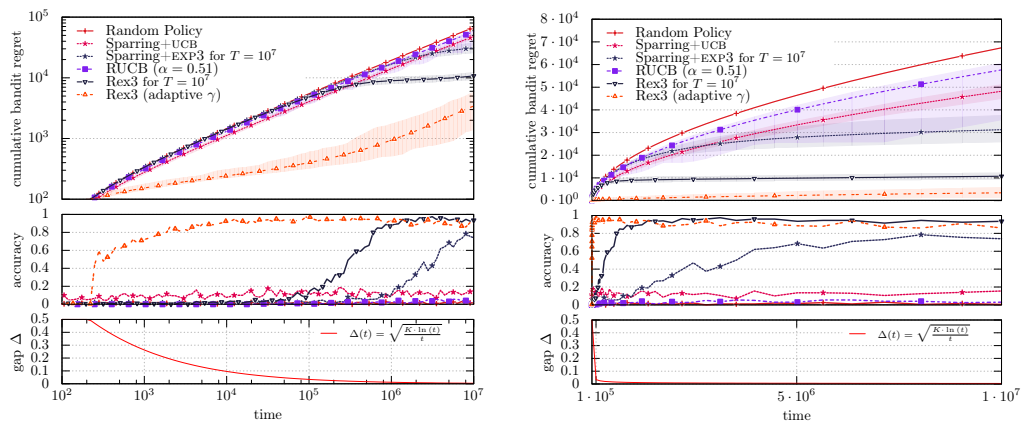 cumulative bandit regret
10^5
10^4
10^3
10^2
Random Policy
Sparring+UCB
Sparring+EXP3 for T = 10^7
RUCB (α = 0.51)
Rex3 for T = 10^7
Rex3 (adaptive γ)
accuracy
1
0.8
0.6
0.4
0.2
0
gap Δ
0.5
0.4
0.3
0.2
0.1
0
Δ(t) = √(K·ln (t)/t)
10^2 10^3 10^4 10^5 10^6 10^7
time
cumulative bandit regret
8 · 10^4
7 · 10^4
6 · 10^4
5 · 10^4
4 · 10^4
3 · 10^4
2 · 10^4
1 · 10^4
0 · 10^0
Random Policy
Sparring+UCB
Sparring+EXP3 for T = 10^7
RUCB (α = 0.51)
Rex3 for T = 10^7
Rex3 (adaptive γ)
accuracy
1
0.8
0.6
0.4
0.2
0
gap Δ
0.5
0.4
0.3
0.2
0.1
0
Δ(t) = √(K·ln (t)/t)
1 · 10^5 5 · 10^6 1 · 10^7
time